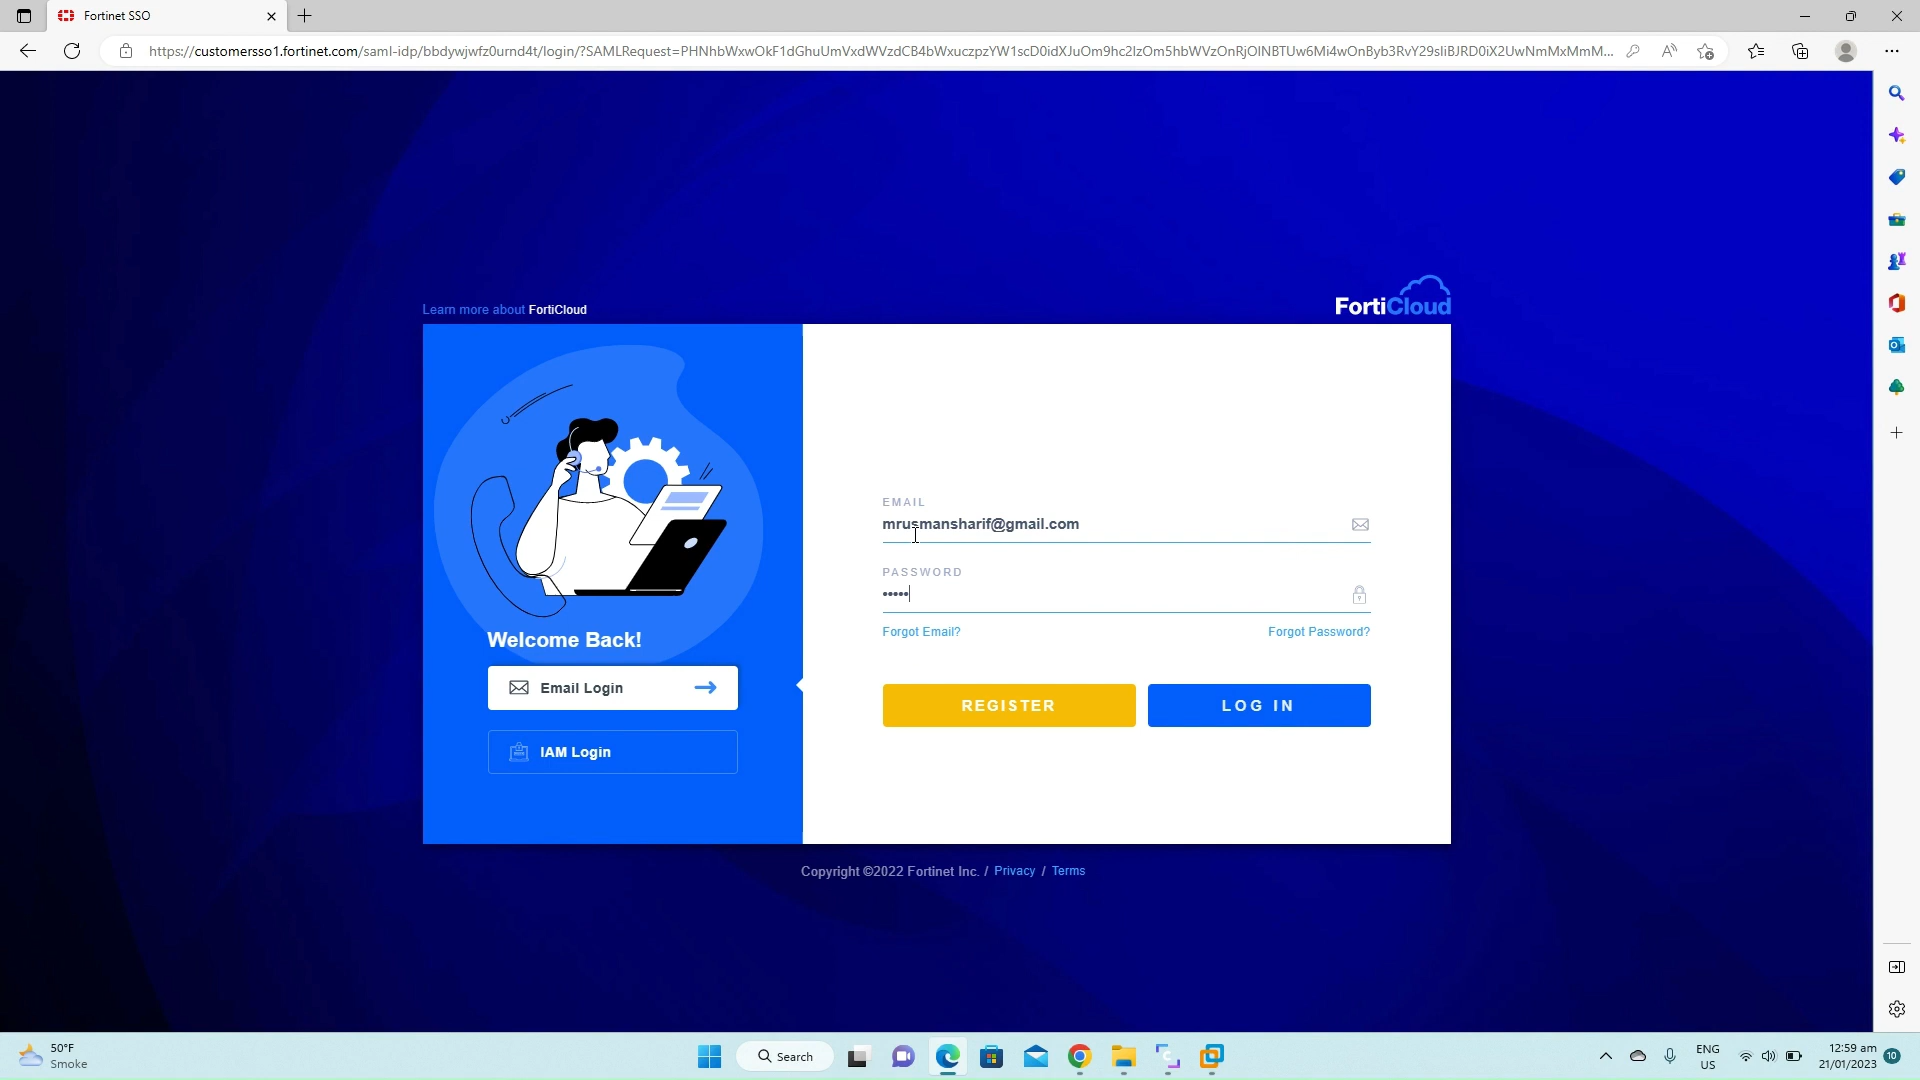 Fortinet SSO
https://customersso1.fortinet.com/saml-idp/bbdywjwfz0urnd4t/login/?SAMLRequest=PHNhbWxwOkF1dGhuUmVxdWVzdCB4bWxuczpzYW1scD0idXJuOm9hc2lzOm5hbWVzOnRjOlNBTUw6Mi4wOnByb3RvY29sIiBJRD0iX2UwNmMxMmM...
Learn more about FortiCloud
FortiCloud
EMAIL
mrusmansharif@gmail.com
PASSWORD
•••••
Forgot Email?
Forgot Password?
Welcome Back!
Email Login
REGISTER
LOG IN
IAM Login
Copyright ©2022 Fortinet Inc. / Privacy / Terms
50°F
Smoke
Search
ENG
US
12:59 am
21/01/2023
10